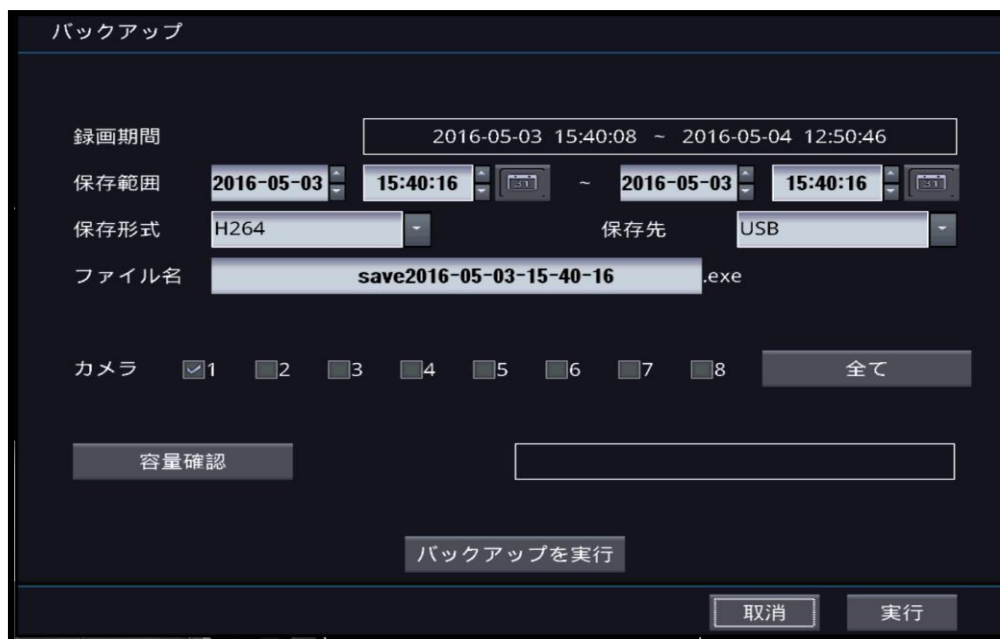 バックアップ
録画期間 2016-05-03 15:40:08 ~ 2016-05-04 12:50:46
保存範囲 2016-05-03 15:40:16 31 ~ 2016-05-03 15:40:16 31
保存形式 H264 保存先 USB
ファイル名 save2016-05-03-15-40-16 .exe
カメラ 1 2 3 4 5 6 7 8 全て
容量確認
バックアップを実行
取消 実行